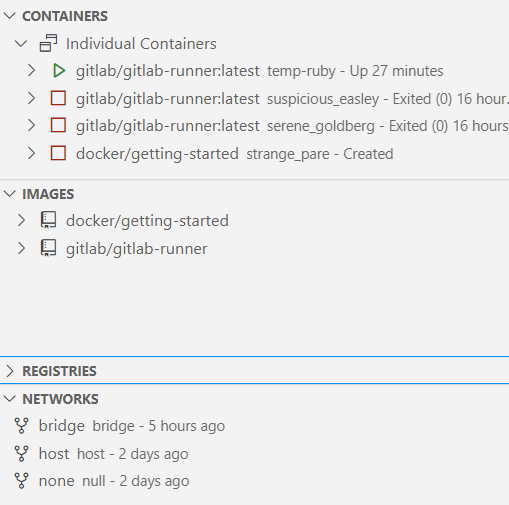 CONTAINERS
Individual Containers
gitlab/gitlab-runner:latest temp-ruby - Up 27 minutes
gitlab/gitlab-runner:latest suspicious_easley - Exited (0) 16 hour..
gitlab/gitlab-runner:latest serene_goldberg - Exited (0) 16 hours
docker/getting-started strange_pare - Created
IMAGES
docker/getting-started
gitlab/gitlab-runner
REGISTRIES
NETWORKS
bridge bridge - 5 hours ago
host host - 2 days ago
none null - 2 days ago